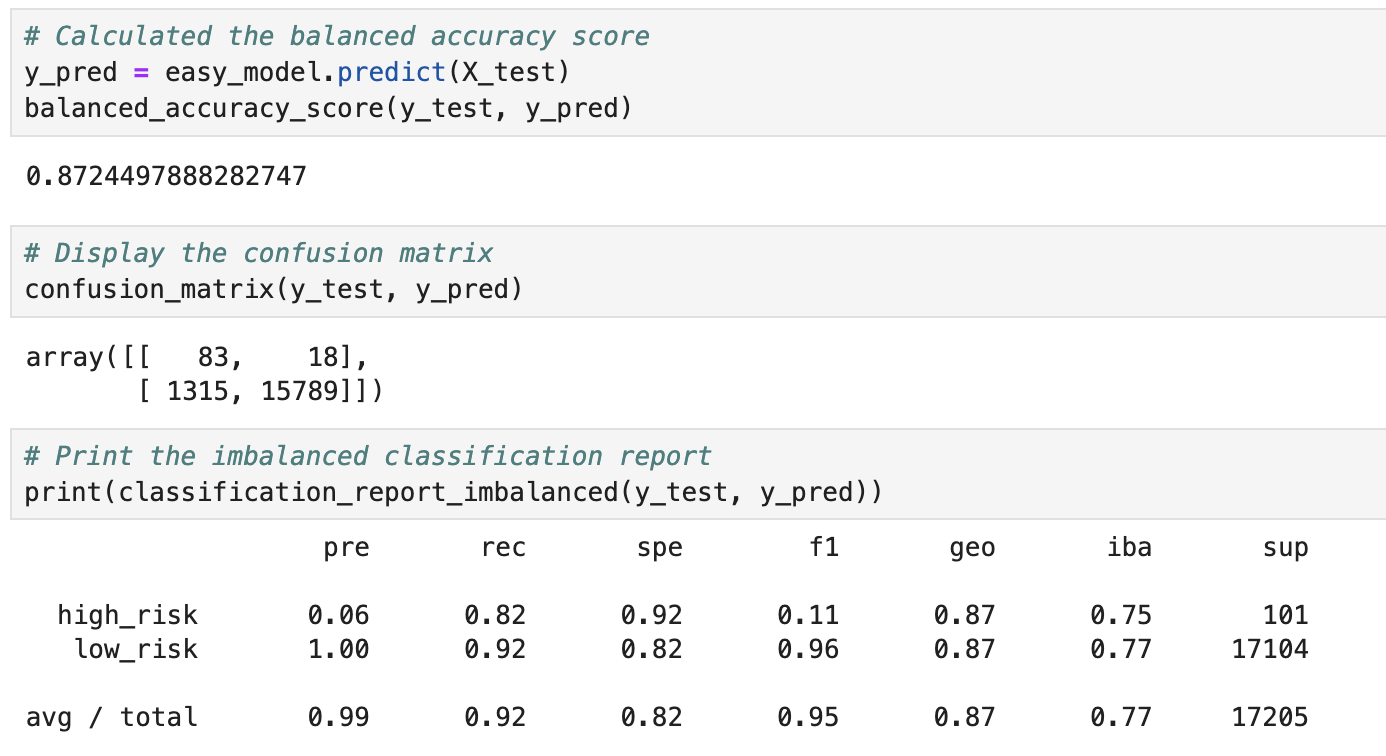 # Calculated the balanced accuracy score
y_pred = easy_model.predict(X_test)
balanced_accuracy_score(y_test, y_pred)
0.8724497888282747
# Display the confusion matrix
confusion_matrix(y_test, y_pred)
array([[   83,    18],
       [ 1315, 15789]])
# Print the imbalanced classification report
print(classification_report_imbalanced(y_test, y_pred))
                   pre       rec       spe        f1       geo       iba       sup
  high_risk       0.06      0.82      0.92      0.11      0.87      0.75       101
   low_risk       1.00      0.92      0.82      0.96      0.87      0.77     17104
avg / total       0.99      0.92      0.82      0.95      0.87      0.77     17205